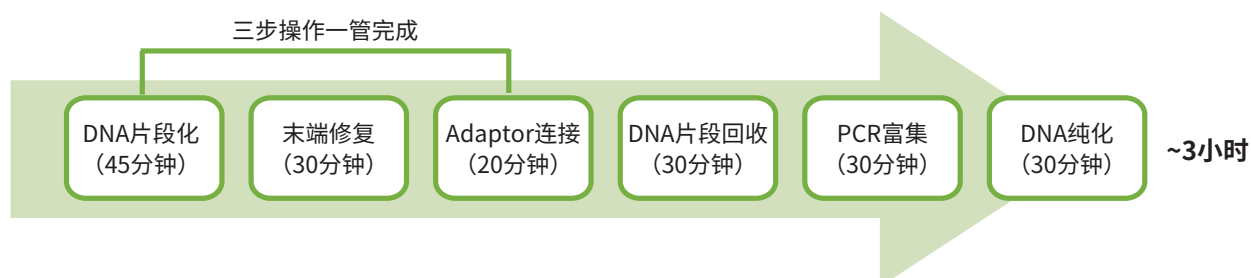 三步操作一管完成
DNA片段化
（45分钟）
末端修复
（30分钟）
Adaptor连接
（20分钟）
DNA片段回收
（30分钟）
PCR富集
（30分钟）
DNA纯化
（30分钟）
~3小时